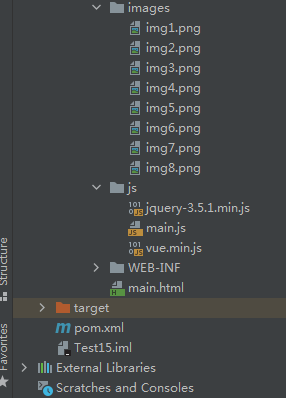 images
img1.png
img2.png
img3.png
img4.png
img5.png
img6.png
img7.png
img8.png
js
jquery-3.5.1.min.js
main.js
vue.min.js
WEB-INF
main.html
target
pom.xml
Test15.iml
External Libraries
Scratches and Consoles
Structure
Favorites